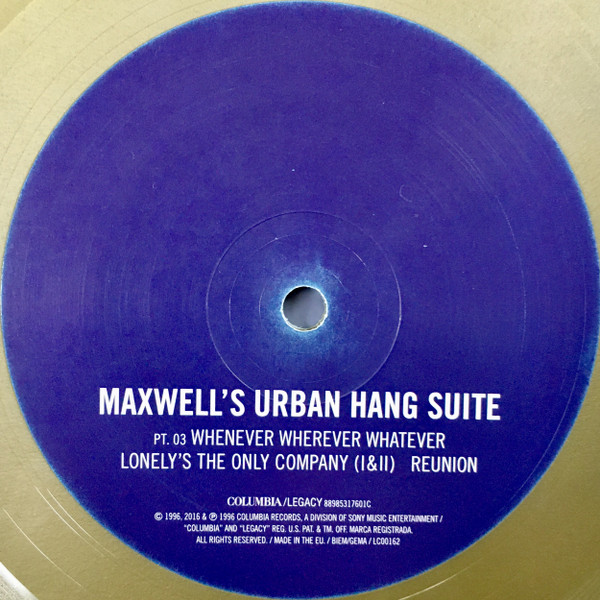 MAXWELL'S URBAN HANG SUITE
PT. 03 WHENEVER WHEREVER WHATEVER
LONELY'S THE ONLY COMPANY (I&II) REUNION
COLUMBIA/LEGACY 88985317601C
© 1996, 2016 & ℗ 1996 COLUMBIA RECORDS, A DIVISION OF SONY MUSIC ENTERTAINMENT /
"COLUMBIA" AND "LEGACY" REG. U.S. PAT. & TM. OFF. MARCA REGISTRADA.
ALL RIGHTS RESERVED. / MADE IN THE EU. / BIEM/GEMA / LC00162